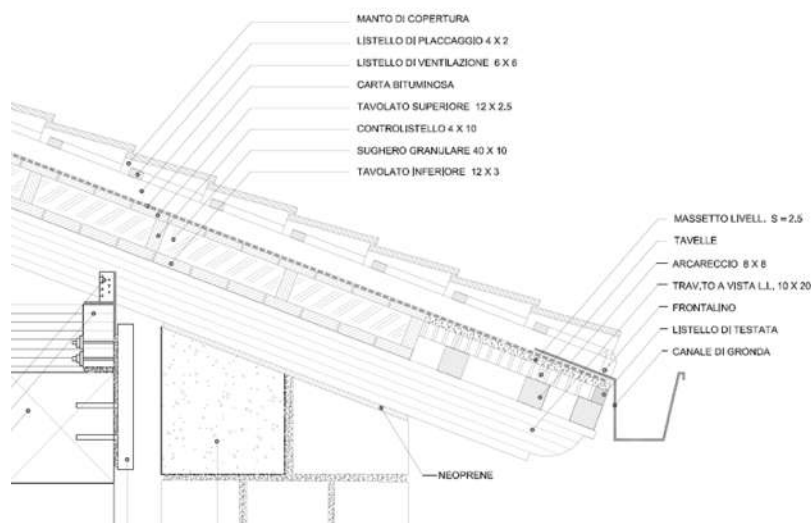 MANTO DI COPERTURA
LISTELLO DI PLACCAGGIO 4 X 2
LISTELLO DI VENTILAZIONE 6 X 6
CARTA BITUMINOSA
TAVOLATO SUPERIORE 12 X 2.5
CONTROLISTELLO 4 X 10
SUGHERO GRANULARE 40 X 10
TAVOLATO INFERIORE 12 X 3
MASSETTO LIVELL. S = 2.5
TAVELLE
ARCARECCIO 8 X 8
TRAV.TO A VISTA L.L. 10 X 20
FRONTALINO
LISTELLO DI TESTATA
CANALE DI GRONDA
NEOPRENE